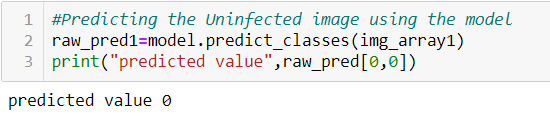 1 #Predicting the Uninfected image using the model
2 raw_pred1=model.predict_classes(img_array1)
3 print("predicted value",raw_pred[0,0])
predicted value 0